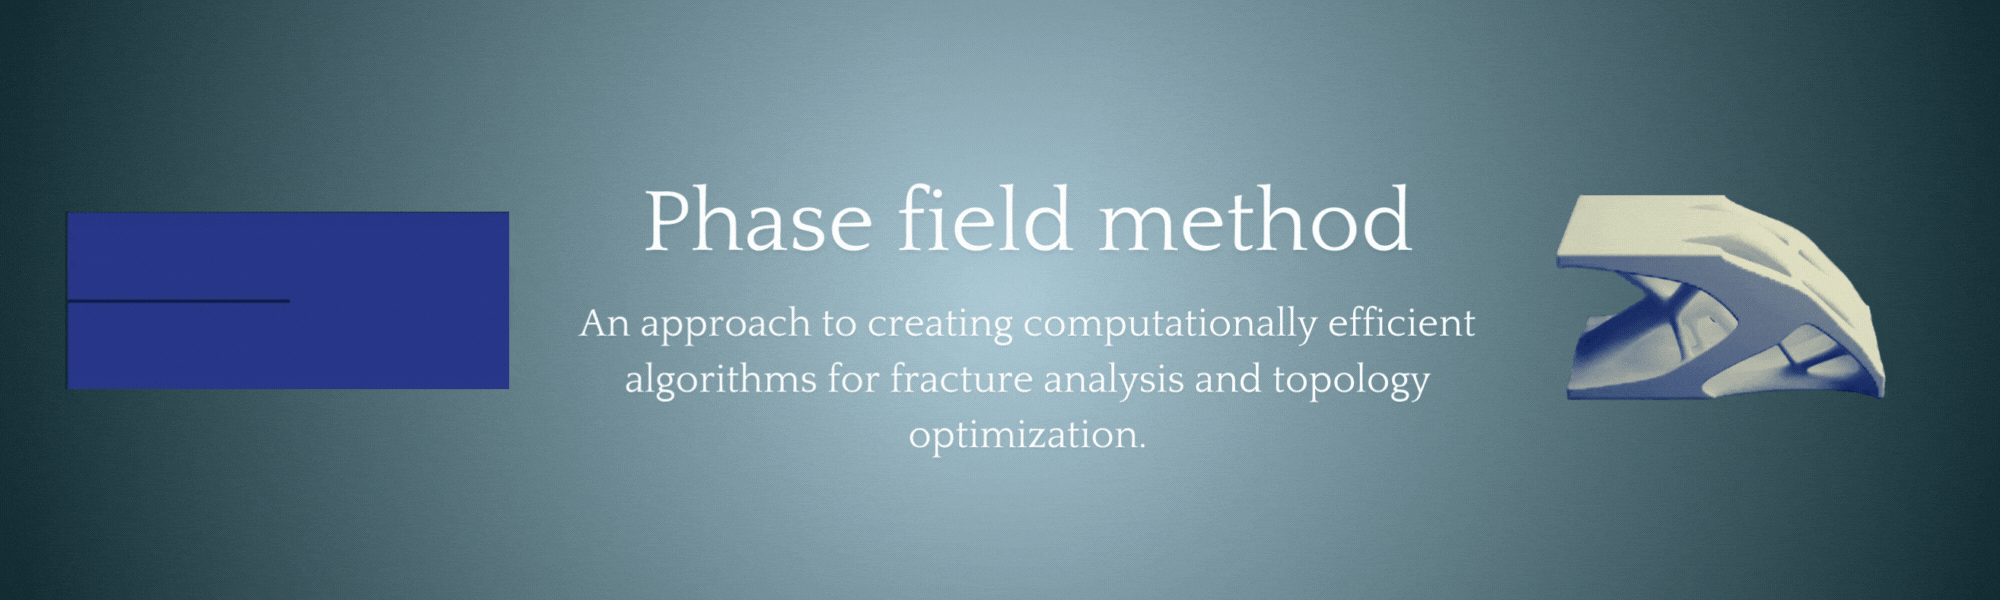 Phase field method
An approach to creating computationally efficient
algorithms for fracture analysis and topology
optimization.